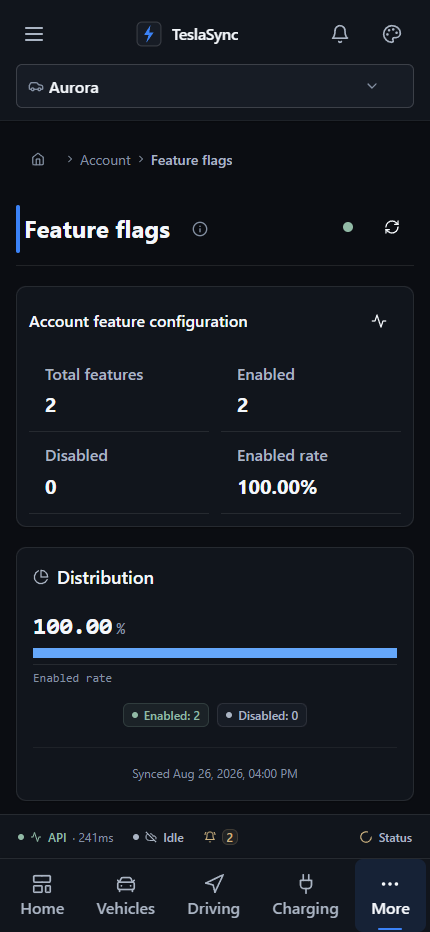 TeslaSync
Aurora
Account
Feature flags
Feature flags
Account feature configuration
Total features
Enabled
2
2
Disabled
Enabled rate
0
100.00%
Distribution
100.00 %
Enabled rate
Enabled: 2
Disabled: 0
Synced Aug 26, 2026, 04:00 PM
API · 241ms
Idle
2
Status
Home
Vehicles
Driving
Charging
More